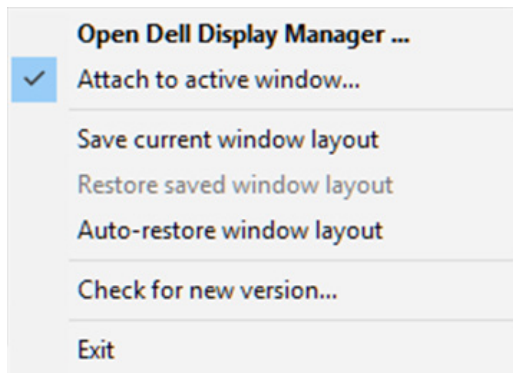 Open Dell Display Manager ...
Attach to active window...
Save current window layout
Restore saved window layout
Auto-restore window layout
Check for new version...
Exit